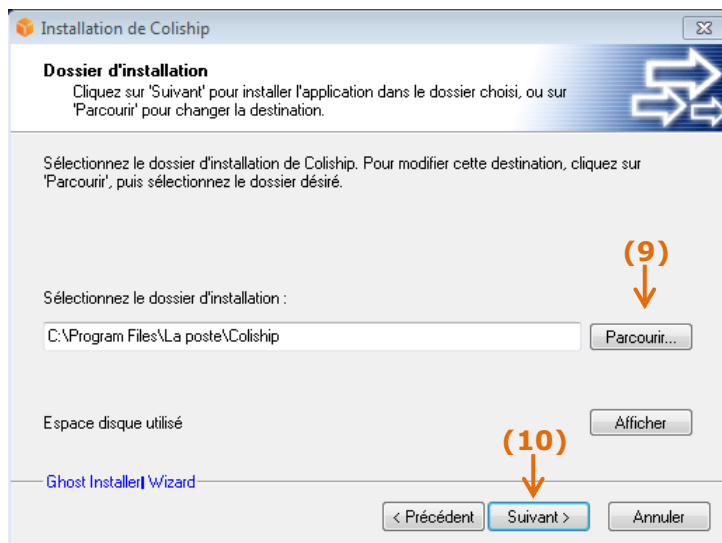 Installation de Coliship
Dossier d'installation
Cliquez sur 'Suivant' pour installer l'application dans le dossier choisi, ou sur
'Parcourir' pour changer la destination.
Sélectionnez le dossier d'installation de Coliship. Pour modifier cette destination, cliquez sur
'Parcourir', puis sélectionnez le dossier désiré.
(9)
Sélectionnez le dossier d'installation :
C:\Program Files\La poste\Coliship
Parcourir...
Espace disque utilisé
Afficher
(10)
Ghost Installer Wizard
< Précédent
Suivant >
Annuler